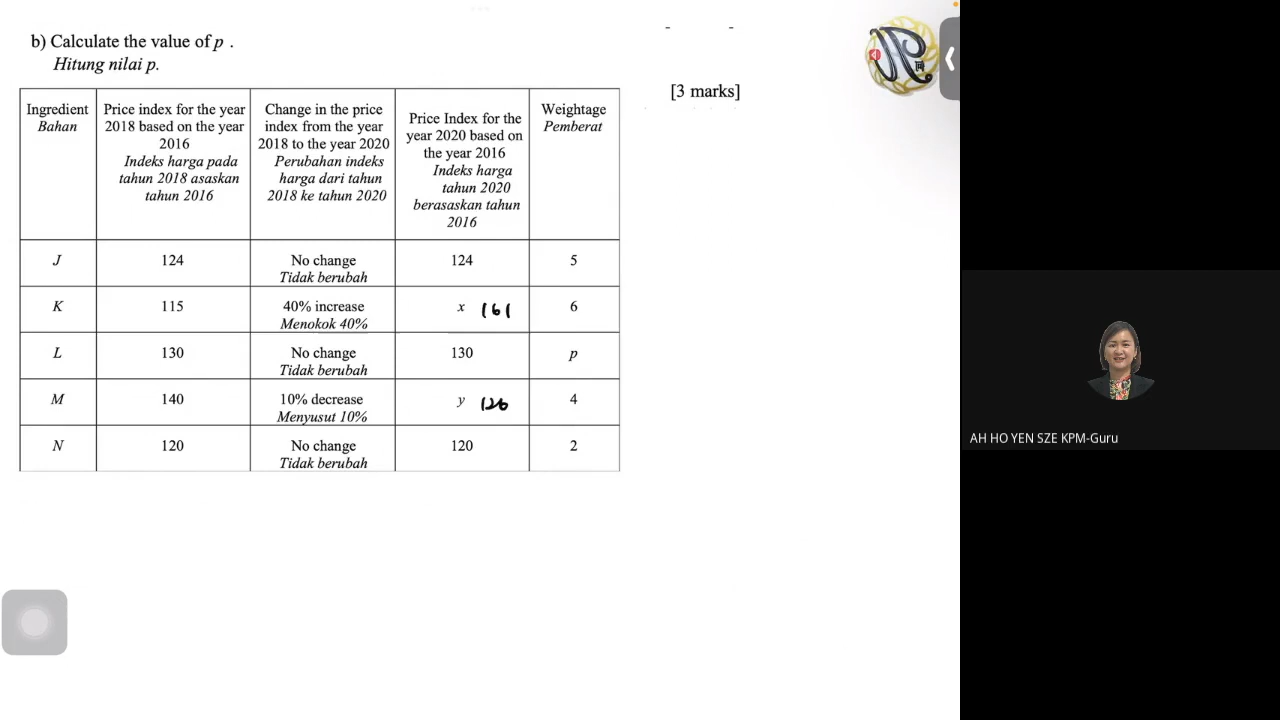 b) Calculate the value of p .
Hitung nilai p.
[3 marks]
Ingredient
Bahan
Price index for the year
2018 based on the year
2016
Indeks harga pada
tahun 2018 asaskan
tahun 2016
Change in the price
index from the year
2018 to the year 2020
Perubahan indeks
harga dari tahun
2018 ke tahun 2020
Price Index for the
year 2020 based on
the year 2016
Indeks harga
tahun 2020
berasaskan tahun
2016
Weightage
Pemberat
J 124 No change 124 5
Tidak berubah
K 115 40% increase x 161 6
Menokok 40%
L 130 No change 130 p
Tidak berubah
M 140 10% decrease y 126 4
Menyusut 10%
N 120 No change 120 2
Tidak berubah
AH HO YEN SZE KPM-Guru